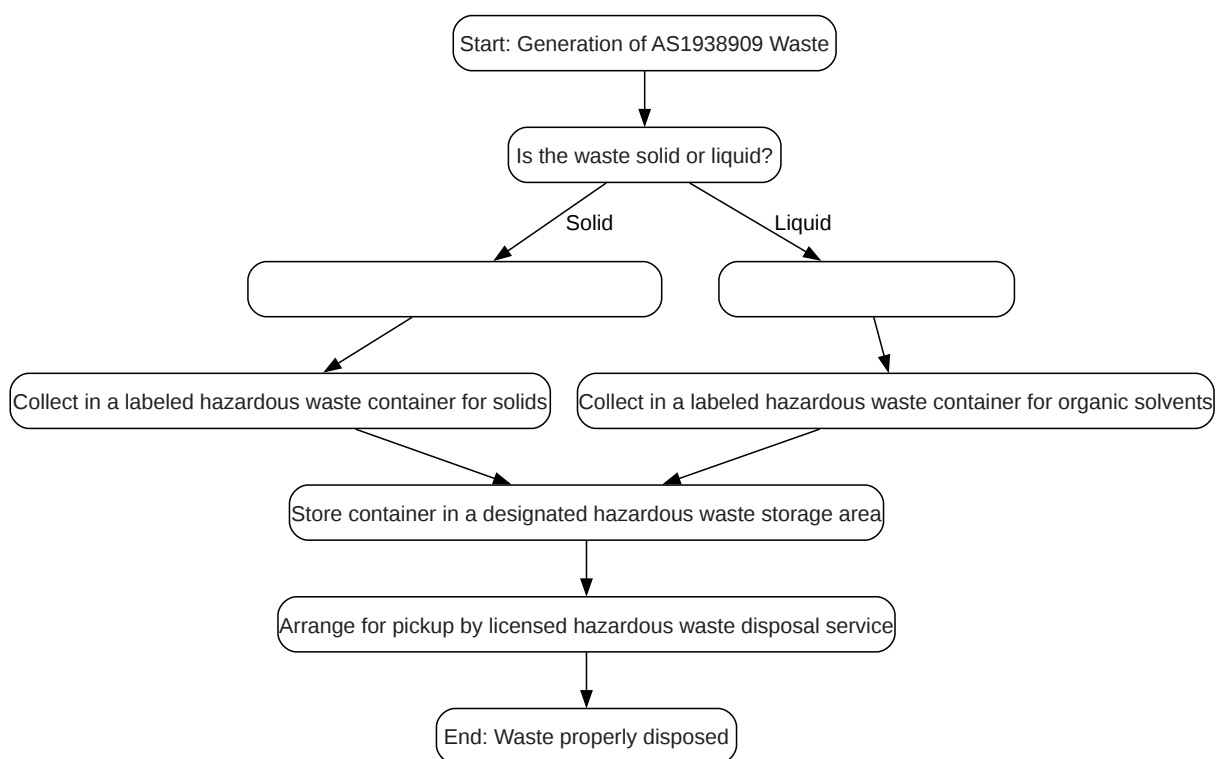 Start: Generation of AS1938909 Waste
Is the waste solid or liquid?
Solid
Liquid
Collect in a labeled hazardous waste container for solids
Collect in a labeled hazardous waste container for organic solvents
Store container in a designated hazardous waste storage area
Arrange for pickup by licensed hazardous waste disposal service
End: Waste properly disposed